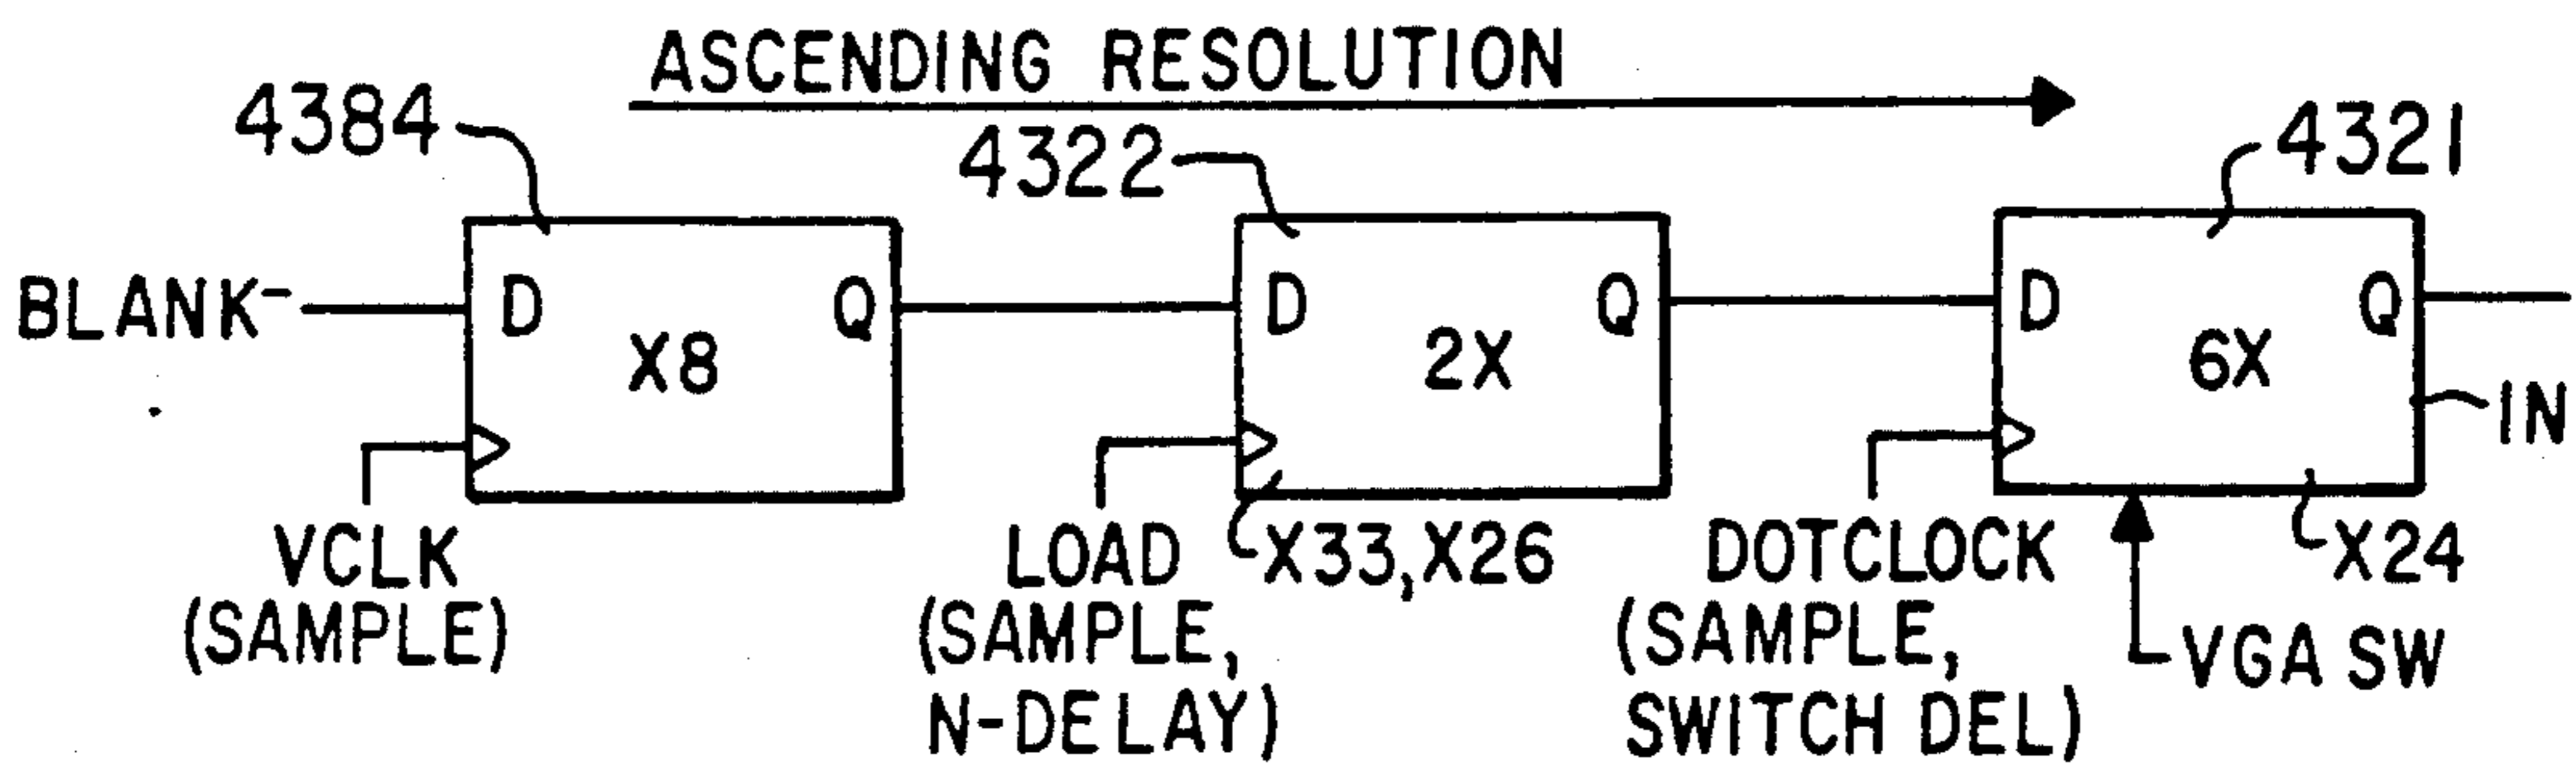 ASCENDING RESOLUTION
4384
4322
4321
BLANK-
D
Q
X8
D
Q
2X
D
Q
6X
IN
VCLK
(SAMPLE)
LOAD
(SAMPLE,
N-DELAY)
X33, X26
DOTCLOCK
(SAMPLE,
SWITCH DEL)
VGA SW
X24